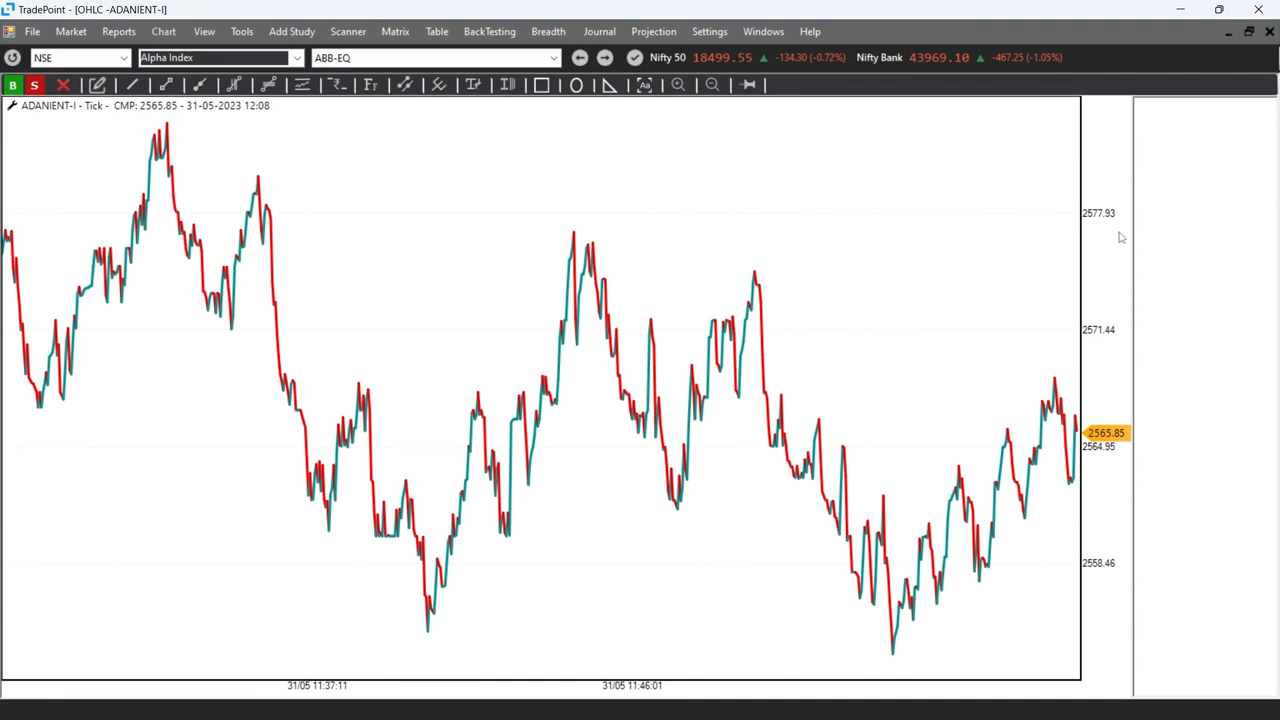 TradePoint - [OHLC -ADANIENT-I]
File Market Reports Chart View Tools Add Study Scanner Matrix Table BackTesting Breadth Journal Projection Settings Windows Help
NSE Alpha Index ABB-EQ Nifty 50 18499.55 ▲ -134.30 (-0.72%) Nifty Bank 43969.10 ▲ -467.25 (-1.05%)
B S
ADANIENT-I - Tick - CMP: 2565.85 - 31-05-2023 12:08
2577.93
2571.44
2565.85
2564.95
2558.46
31/05 11:37:11 31/05 11:46:01